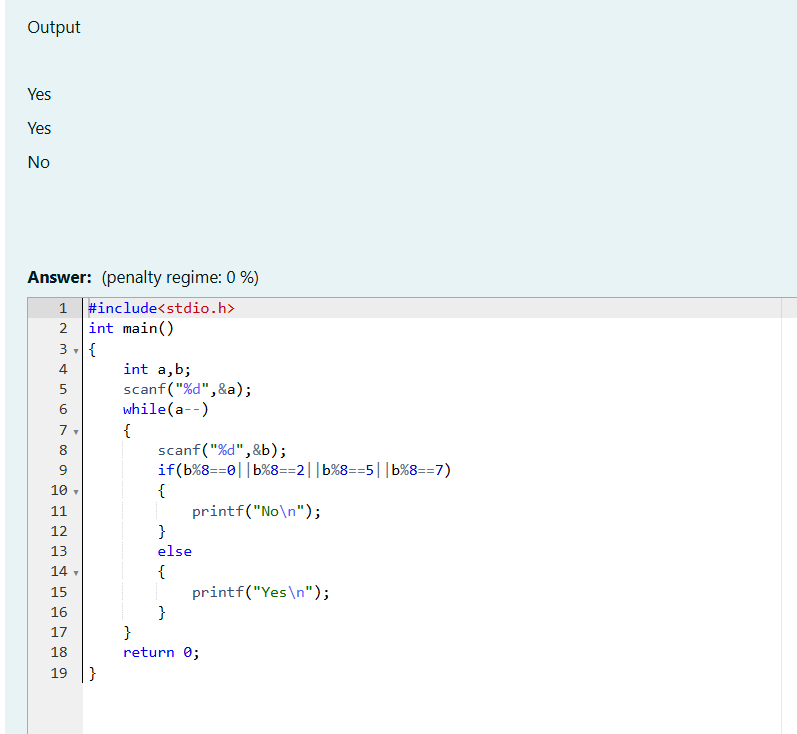 Output
Yes
Yes
No
Answer: (penalty regime: 0 %)
1 #include<stdio.h>
2 int main()
3 {
4     int a,b;
5     scanf("%d",&a);
6     while(a--)
7     {
8         scanf("%d",&b);
9         if(b%8==0||b%8==2||b%8==5||b%8==7)
10         {
11             printf("No\n");
12         }
13         else
14         {
15             printf("Yes\n");
16         }
17     }
18     return 0;
19 }